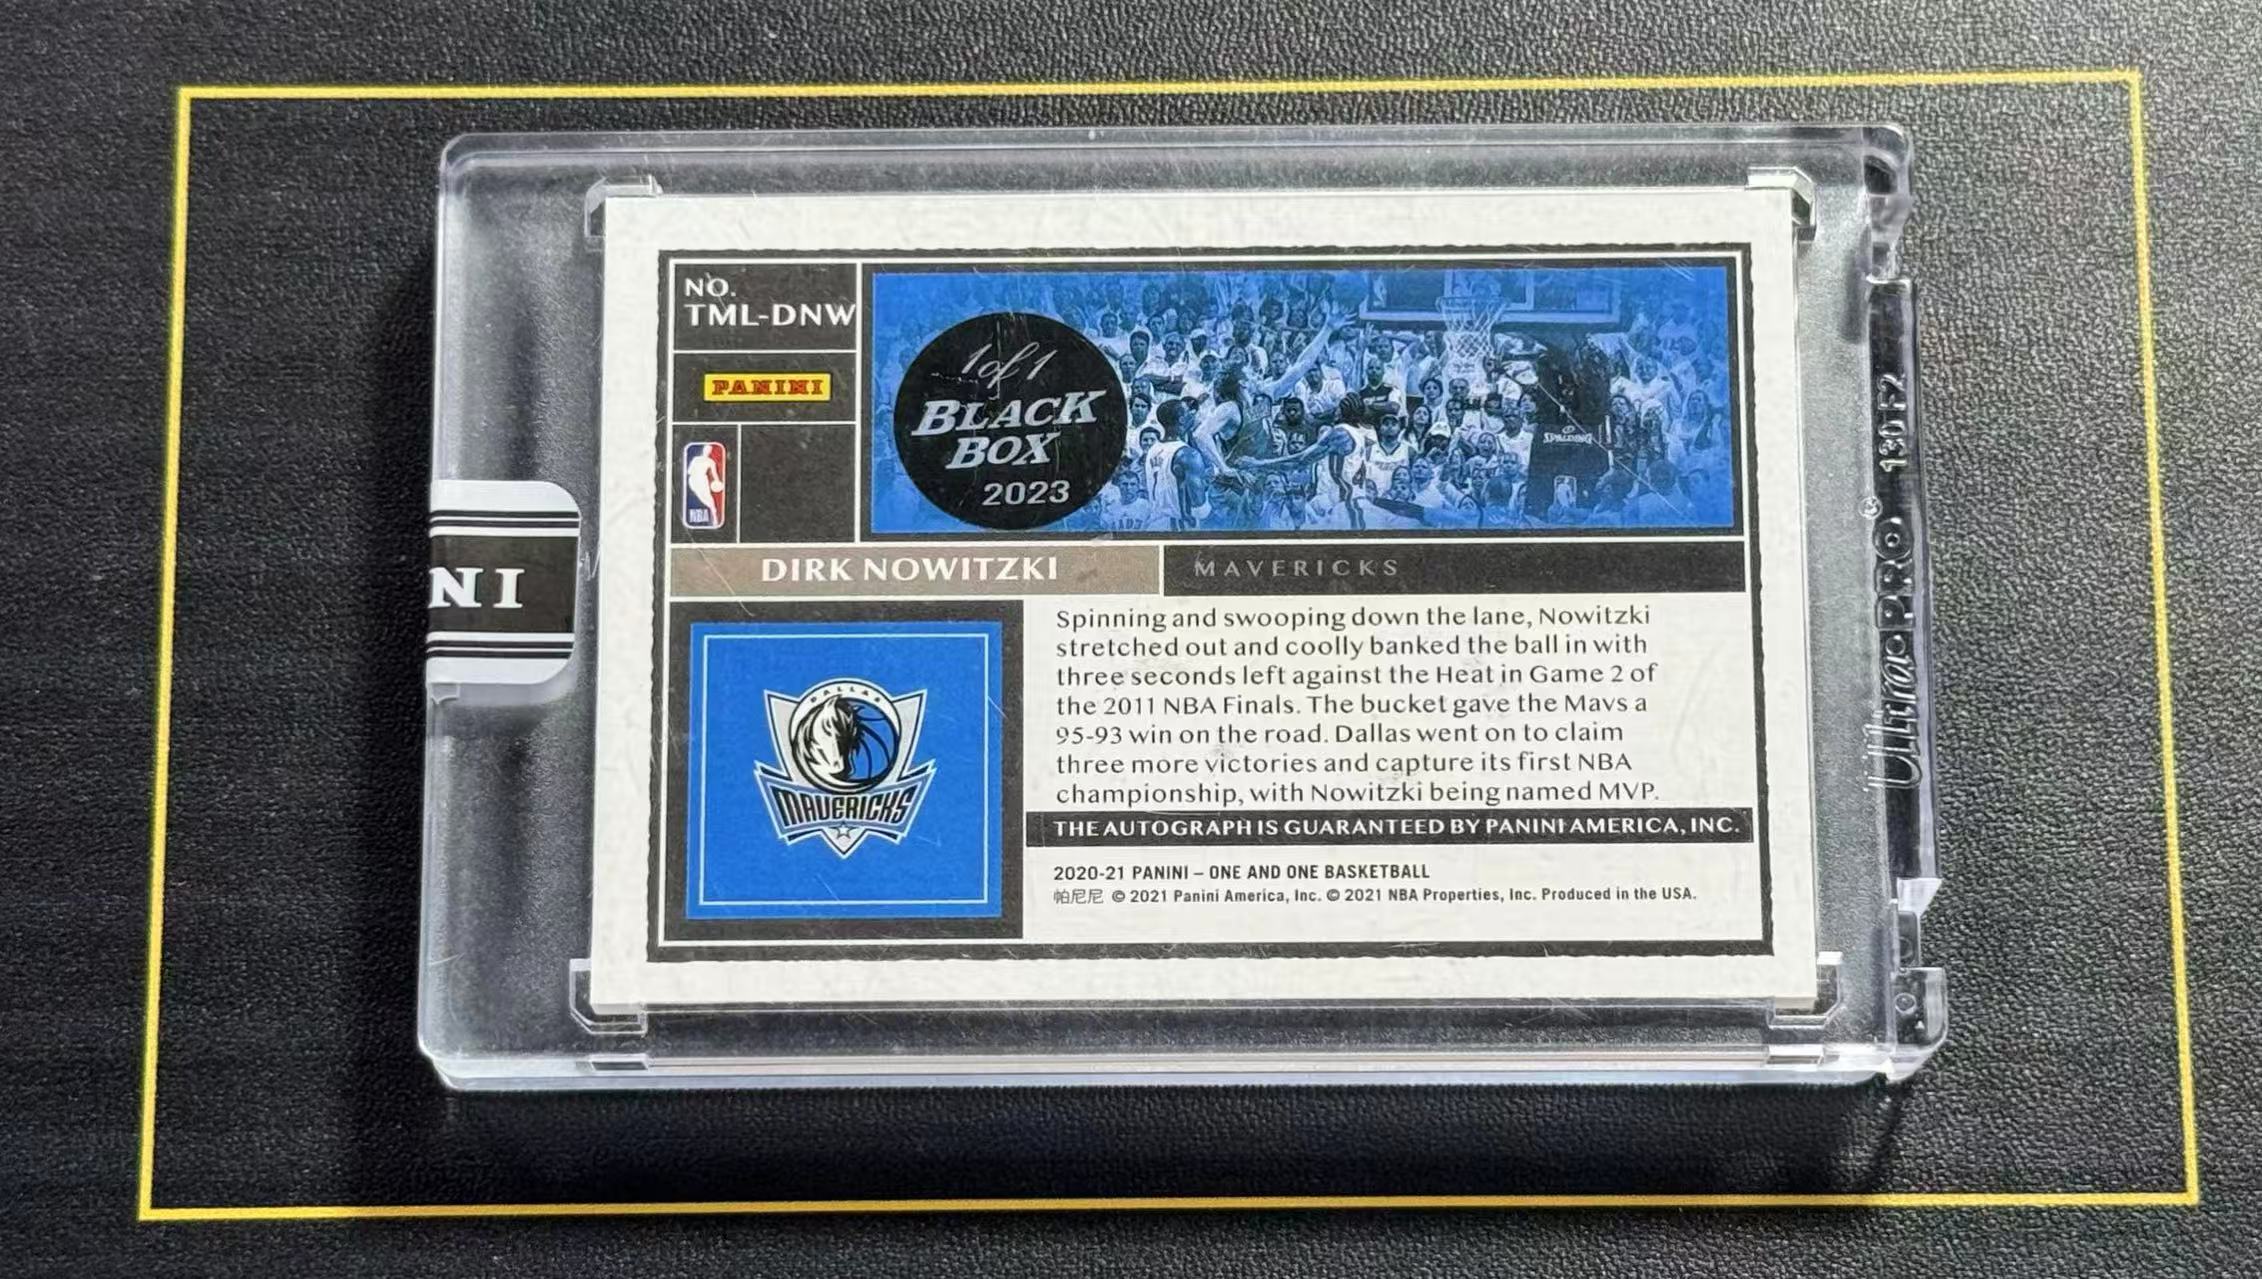 NO.
TML-DNW
PANINI
NBA
1 of 1
BLACK
BOX
2023
SPALDING
DIRK NOWITZKI
MAVERICKS
NI
DALLAS
MAVERICKS
Spinning and swooping down the lane, Nowitzki
stretched out and coolly banked the ball in with
three seconds left against the Heat in Game 2 of
the 2011 NBA Finals. The bucket gave the Mavs a
95-93 win on the road. Dallas went on to claim
three more victories and capture its first NBA
championship, with Nowitzki being named MVP.
THE AUTOGRAPH IS GUARANTEED BY PANINI AMERICA, INC.
2020-21 PANINI – ONE AND ONE BASKETBALL
帕尼尼 © 2021 Panini America, Inc. © 2021 NBA Properties, Inc. Produced in the USA.
Ultra•PRO® 130 F2